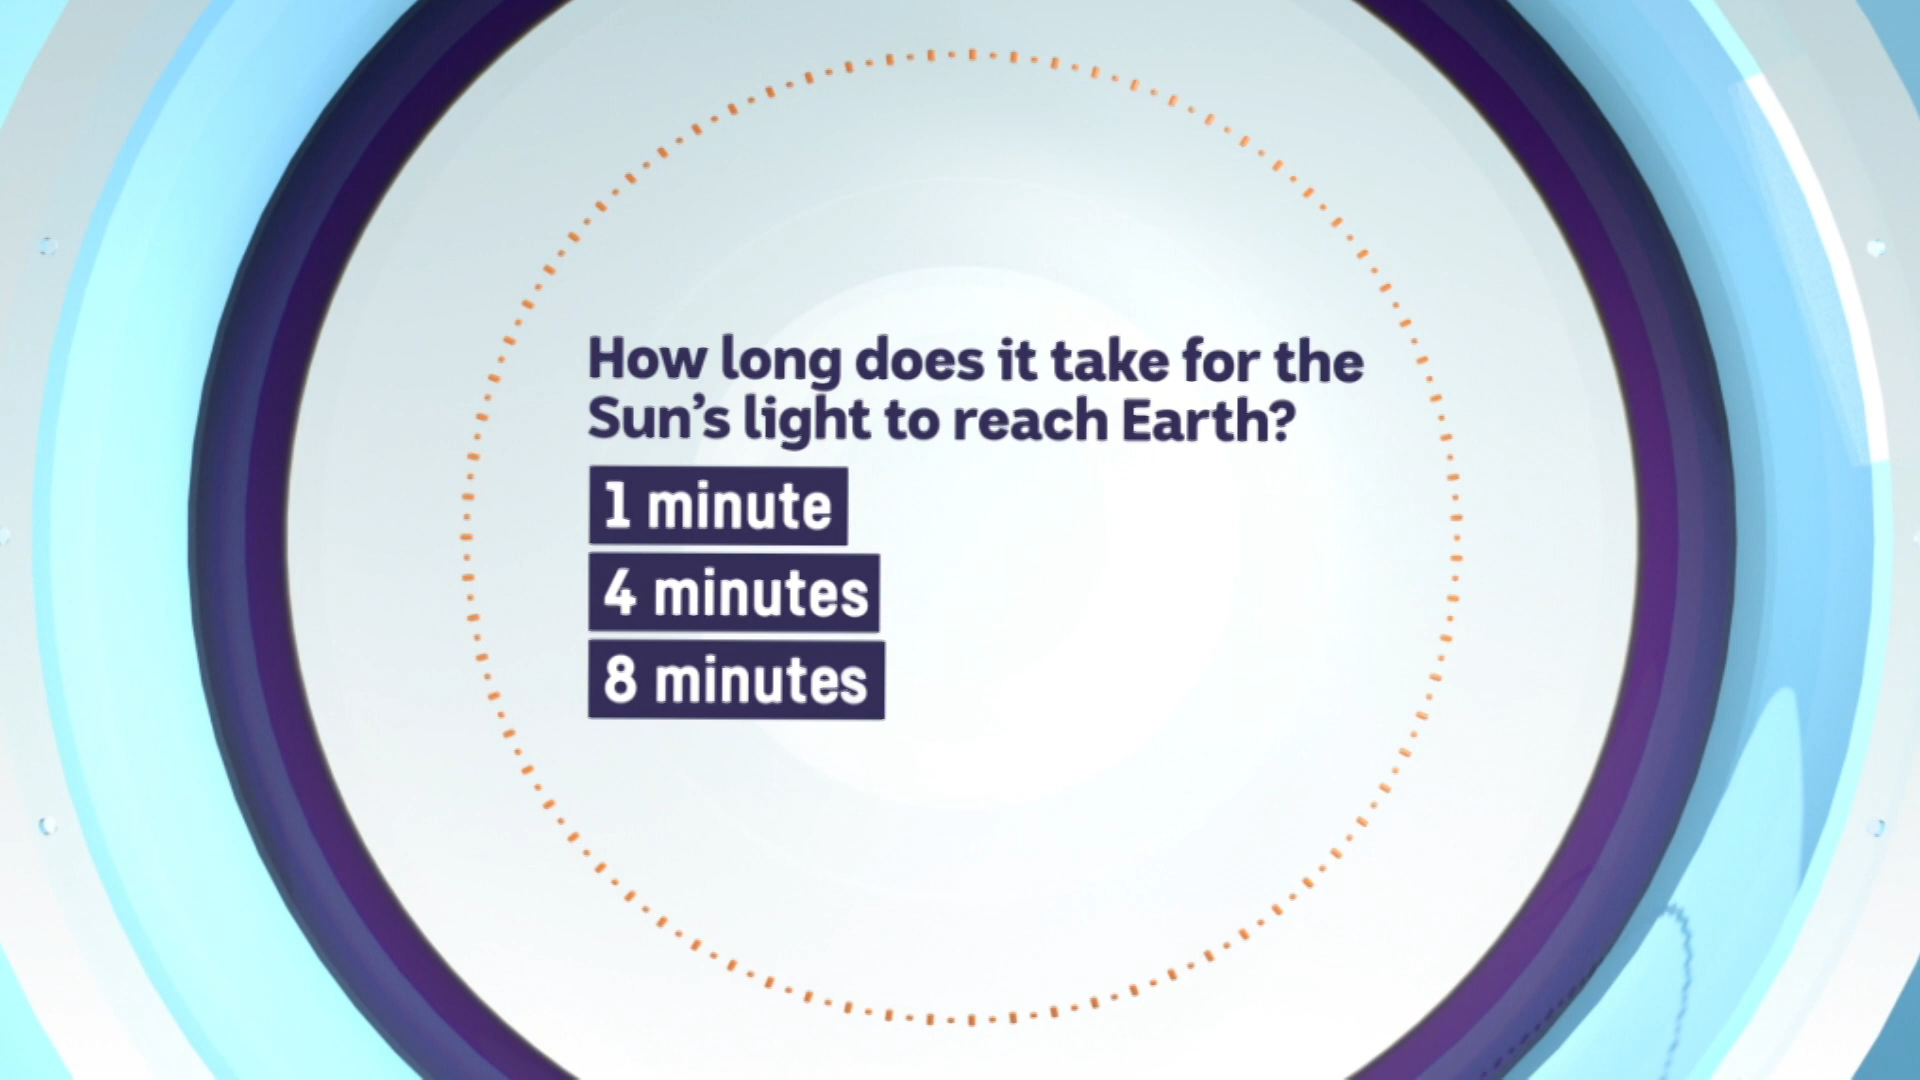 How long does it take for the
Sun’s light to reach Earth?
1 minute
4 minutes
8 minutes